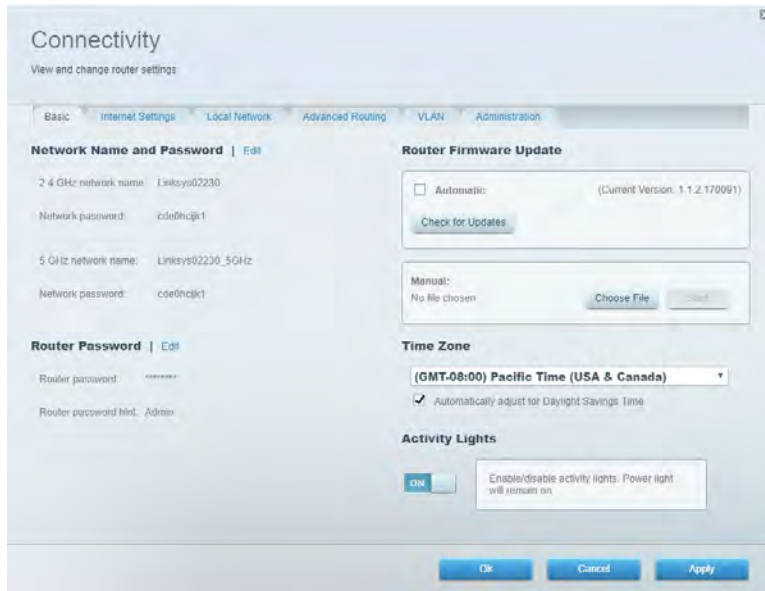 Connectivity
View and change router settings
Basic
Internet Settings
Local Network
Advanced Routing
VLAN
Administration
Network Name and Password | Edit
2.4 GHz network name: Linksys02230
Network password:
5 GHz network name: Linksys02230_5GHz
Network password:
Router Password | Edit
Router password: ********
Router password hint: Admin
Router Firmware Update
Automatic (Current Version: 1.1.2.170091)
Check for Updates
Manual:
No file chosen Choose File Start
Time Zone
(GMT-08:00) Pacific Time (USA & Canada)
Automatically adjust for Daylight Savings Time
Activity Lights
ON
Enable/disable activity lights. Power light
will remain on
Ok Cancel Apply